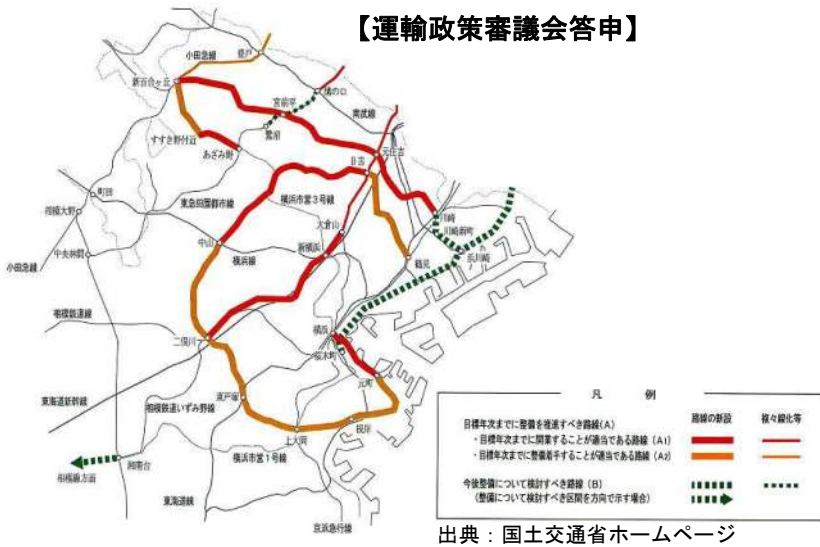 【運輸政策審議会答申】
小田急線
登戸
新百合ヶ丘
宮前平
溝の口
鷺沼
南武線
すすき野付近
あざみ野
元住吉
日吉
町田
東急田園都市線
横浜市営3号線
相模大野
川崎
川崎南町
大倉山
浜川崎
中山
新横浜
横浜線
鶴見
中央林間
小田急線
相模鉄道線
二俣川
横浜
桜木町
元町
東海道新幹線
相模鉄道いずみ野線
東戸塚
根岸
上大岡
湘南台
横浜市営1号線
相模線方面
東海道線
京浜急行線
凡 例
目標年次までに整備を推進すべき路線(A)
路線の新設
複々線化等
・目標年次までに開業することが適当である路線(A1)
・目標年次までに整備着手することが適当である路線(A2)
今後整備について検討すべき路線(B)
(整備について検討すべき区間を方向で示す場合)
出典：国土交通省ホームページ